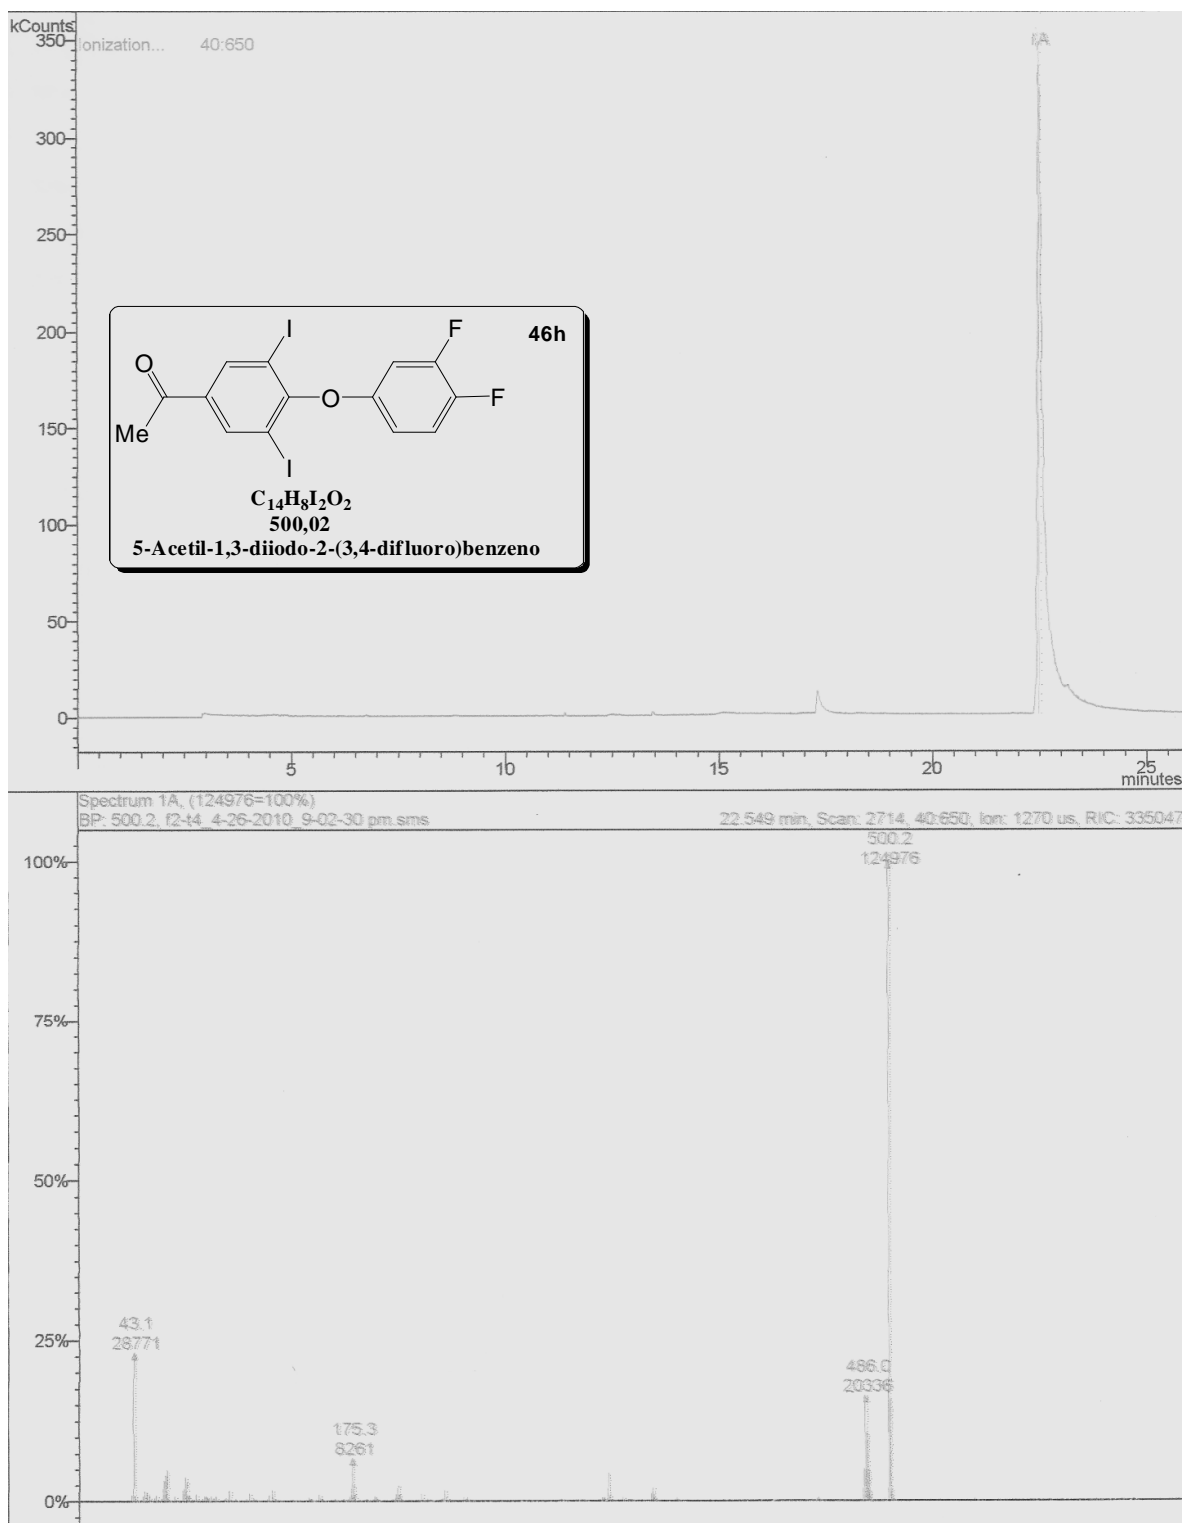 kCounts
Ionization... 40:650
1A
350
300
250
200
150
100
50
0
46h
I
F
O
O
F
Me
I
C14H8I2O2
500,02
5-Acetil-1,3-diiodo-2-(3,4-difluoro)benzeno
5 10 15 20 25
minutes
Spectrum 1A, (124976=100%)
BP: 500.2, f2-t4_4-26-2010_9-02-30 pm.sms 22.549 min, Scan: 2714, 40:650, Ion: 1270 us, RIC: 335047
500.2
124976
100%
75%
50%
25%
0%
43.1
28771
486.0
20336
175.3
8261